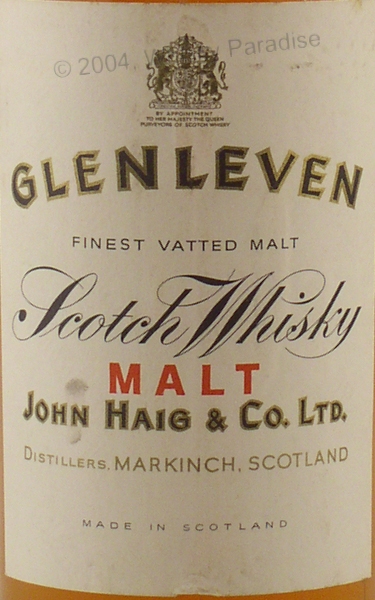 © 2004, Whisky Paradise
BY APPOINTMENT
TO HER MAJESTY THE QUEEN
PURVEYORS OF SCOTCH WHISKY
GLENLEVEN
FINEST VATTED MALT
Scotch Whisky
MALT
JOHN HAIG & CO. LTD.
DISTILLERS, MARKINCH, SCOTLAND
MADE IN SCOTLAND